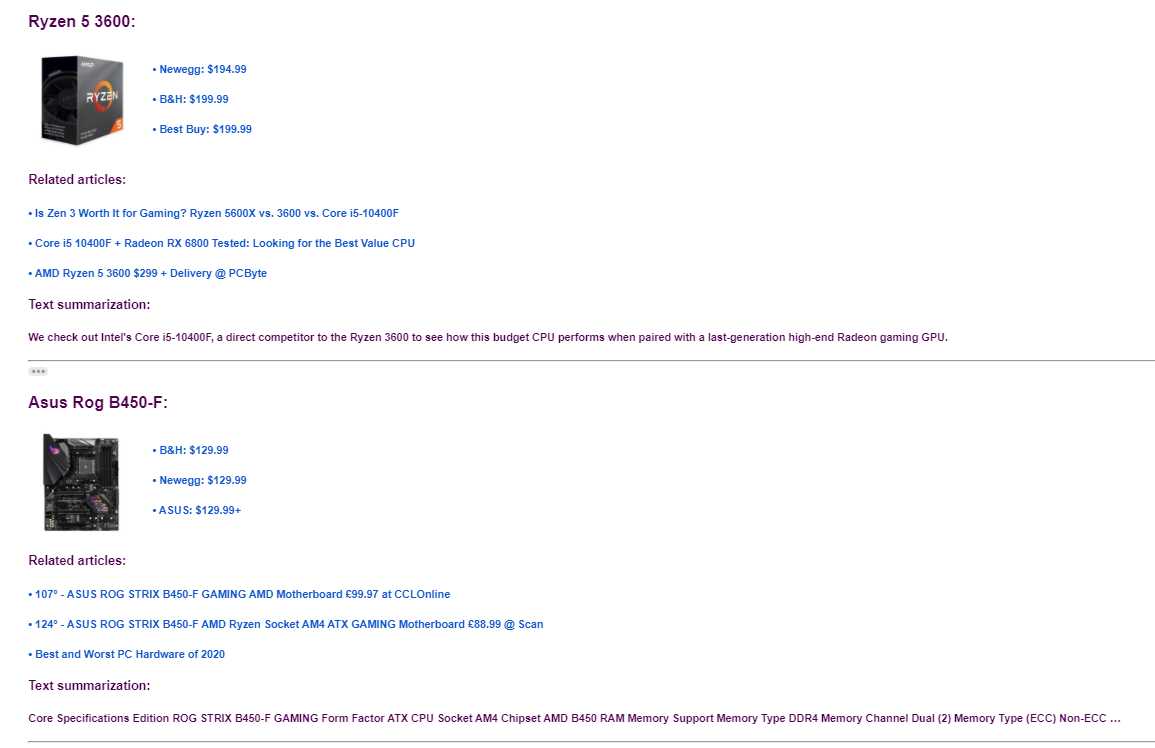 Ryzen 5 3600:
AMD
RYZEN
5
• Newegg: $194.99
• B&H: $199.99
• Best Buy: $199.99
Related articles:
• Is Zen 3 Worth It for Gaming? Ryzen 5600X vs. 3600 vs. Core i5-10400F
• Core i5 10400F + Radeon RX 6800 Tested: Looking for the Best Value CPU
• AMD Ryzen 5 3600 $299 + Delivery @ PCByte
Text summarization:
We check out Intel's Core i5-10400F, a direct competitor to the Ryzen 3600 to see how this budget CPU performs when paired with a last-generation high-end Radeon gaming GPU.
Asus Rog B450-F:
• B&H: $129.99
• Newegg: $129.99
• ASUS: $129.99+
Related articles:
• 107° - ASUS ROG STRIX B450-F GAMING AMD Motherboard £99.97 at CCLOnline
• 124° - ASUS ROG STRIX B450-F AMD Ryzen Socket AM4 ATX GAMING Motherboard £88.99 @ Scan
• Best and Worst PC Hardware of 2020
Text summarization:
Core Specifications Edition ROG STRIX B450-F GAMING Form Factor ATX CPU Socket AM4 Chipset AMD B450 RAM Memory Support Memory Type DDR4 Memory Channel Dual (2) Memory Type (ECC) Non-ECC …